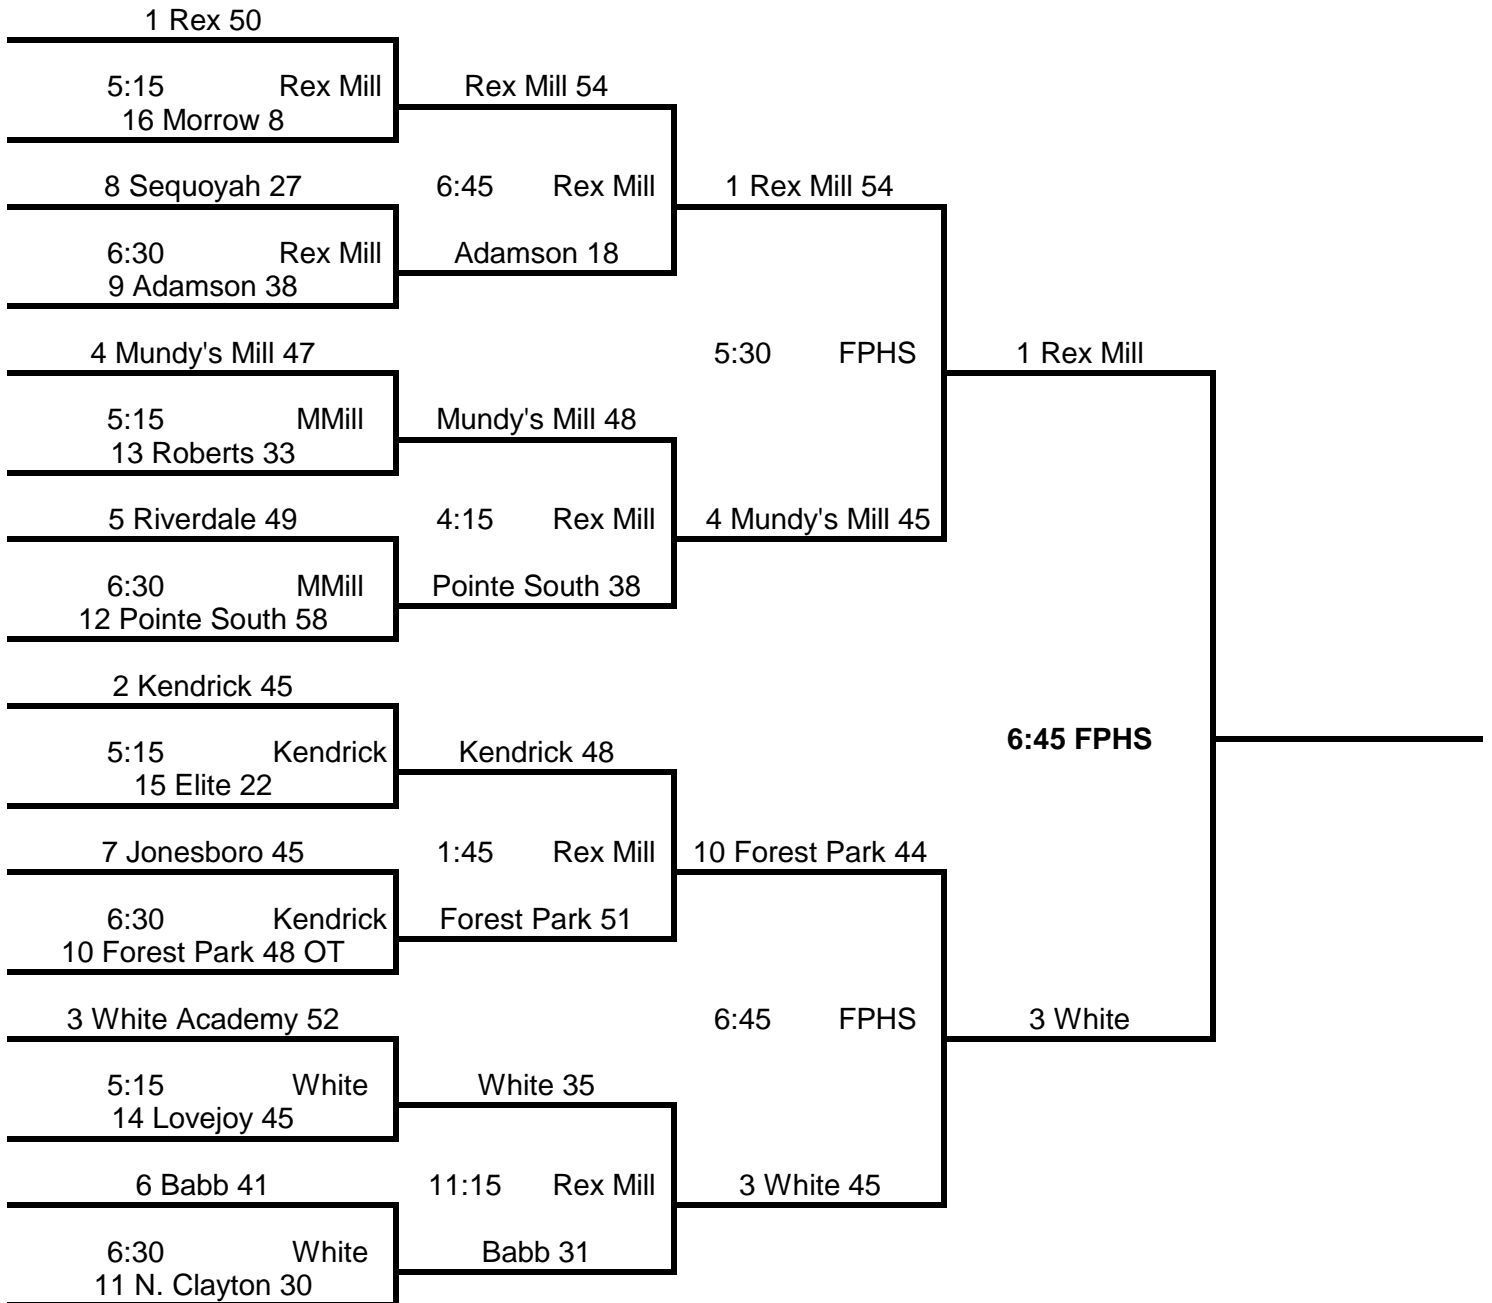 1 Rex 50
5:15 Rex Mill Rex Mill 54
16 Morrow 8
8 Sequoyah 27 6:45 Rex Mill 1 Rex Mill 54
6:30 Rex Mill Adamson 18
9 Adamson 38
4 Mundy's Mill 47 5:30 FPHS 1 Rex Mill
5:15 MMill Mundy's Mill 48
13 Roberts 33
5 Riverdale 49 4:15 Rex Mill 4 Mundy's Mill 45
6:30 MMill Pointe South 38
12 Pointe South 58
2 Kendrick 45
6:45 FPHS
5:15 Kendrick Kendrick 48
15 Elite 22
7 Jonesboro 45 1:45 Rex Mill 10 Forest Park 44
6:30 Kendrick Forest Park 51
10 Forest Park 48 OT
3 White Academy 52 6:45 FPHS 3 White
5:15 White White 35
14 Lovejoy 45
6 Babb 41 11:15 Rex Mill 3 White 45
6:30 White Babb 31
11 N. Clayton 30